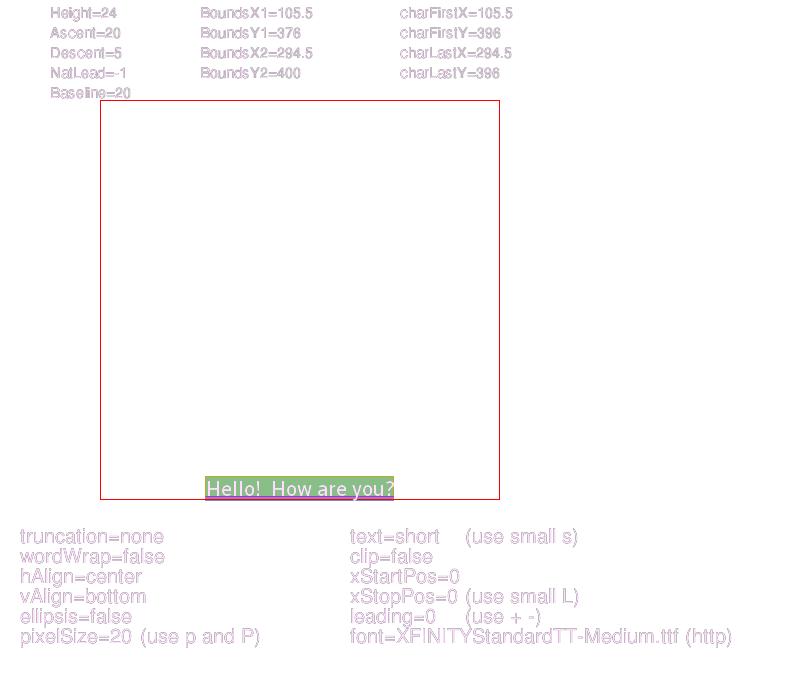 Height=24 BoundsX1=105.5 charFirstX=105.5
Ascent=20 BoundsY1=376 charFirstY=396
Descent=5 BoundsX2=294.5 charLastX=294.5
NatLead=-1 BoundsY2=400 charLastY=396
Baseline=20
Hello!  How are you?
truncation=none text=short (use small s)
wordWrap=false clip=false
hAlign=center xStartPos=0
vAlign=bottom xStopPos=0 (use small L)
ellipsis=false leading=0 (use + -)
pixelSize=20 (use p and P) font=XFINITYStandardTT-Medium.ttf (http)